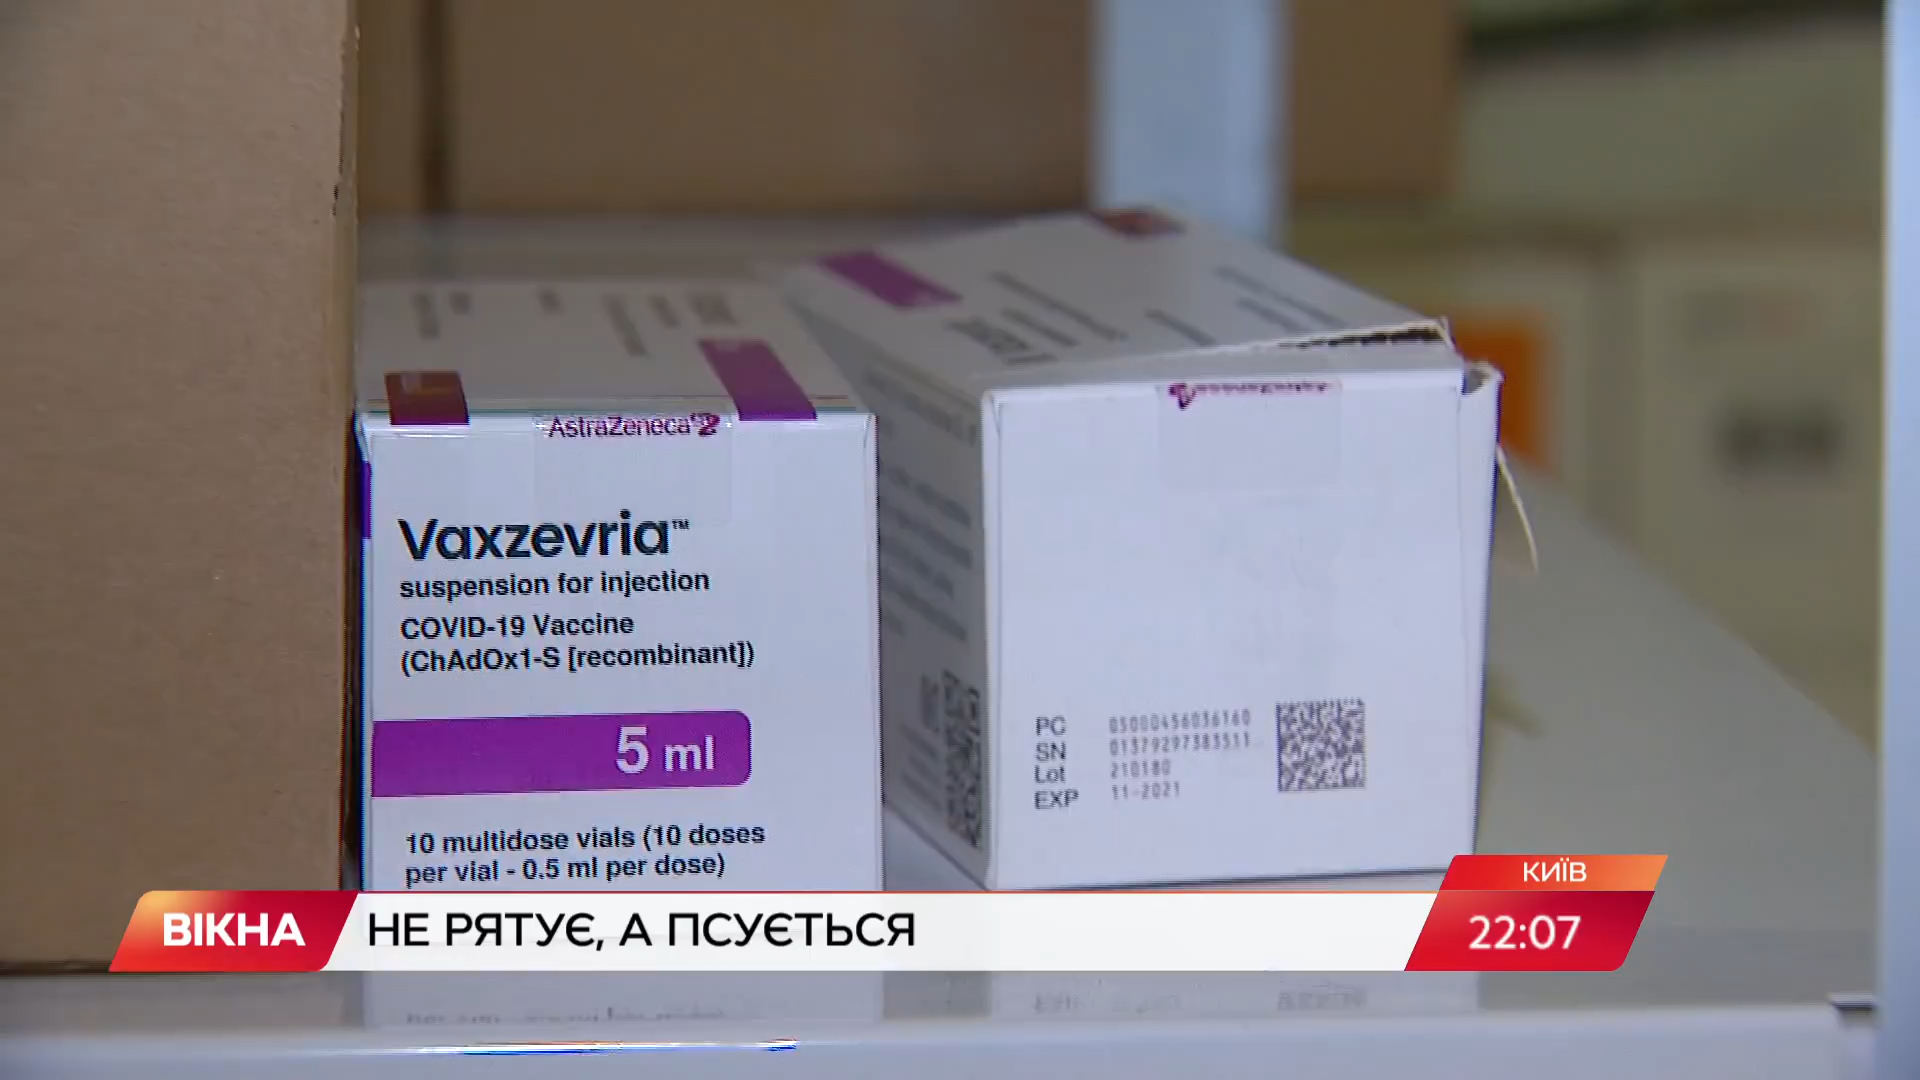 AstraZeneca
Vaxzevria™
suspension for injection
COVID-19 Vaccine
(ChAdOx1-S [recombinant])
5 ml
10 multidose vials (10 doses
per vial - 0.5 ml per dose)
PC 05000456036160
SN 01379297383511
Lot 210180
EXP 11-2021
КИЇВ
ВІКНА НЕ РЯТУЄ, А ПСУЄТЬСЯ 22:07